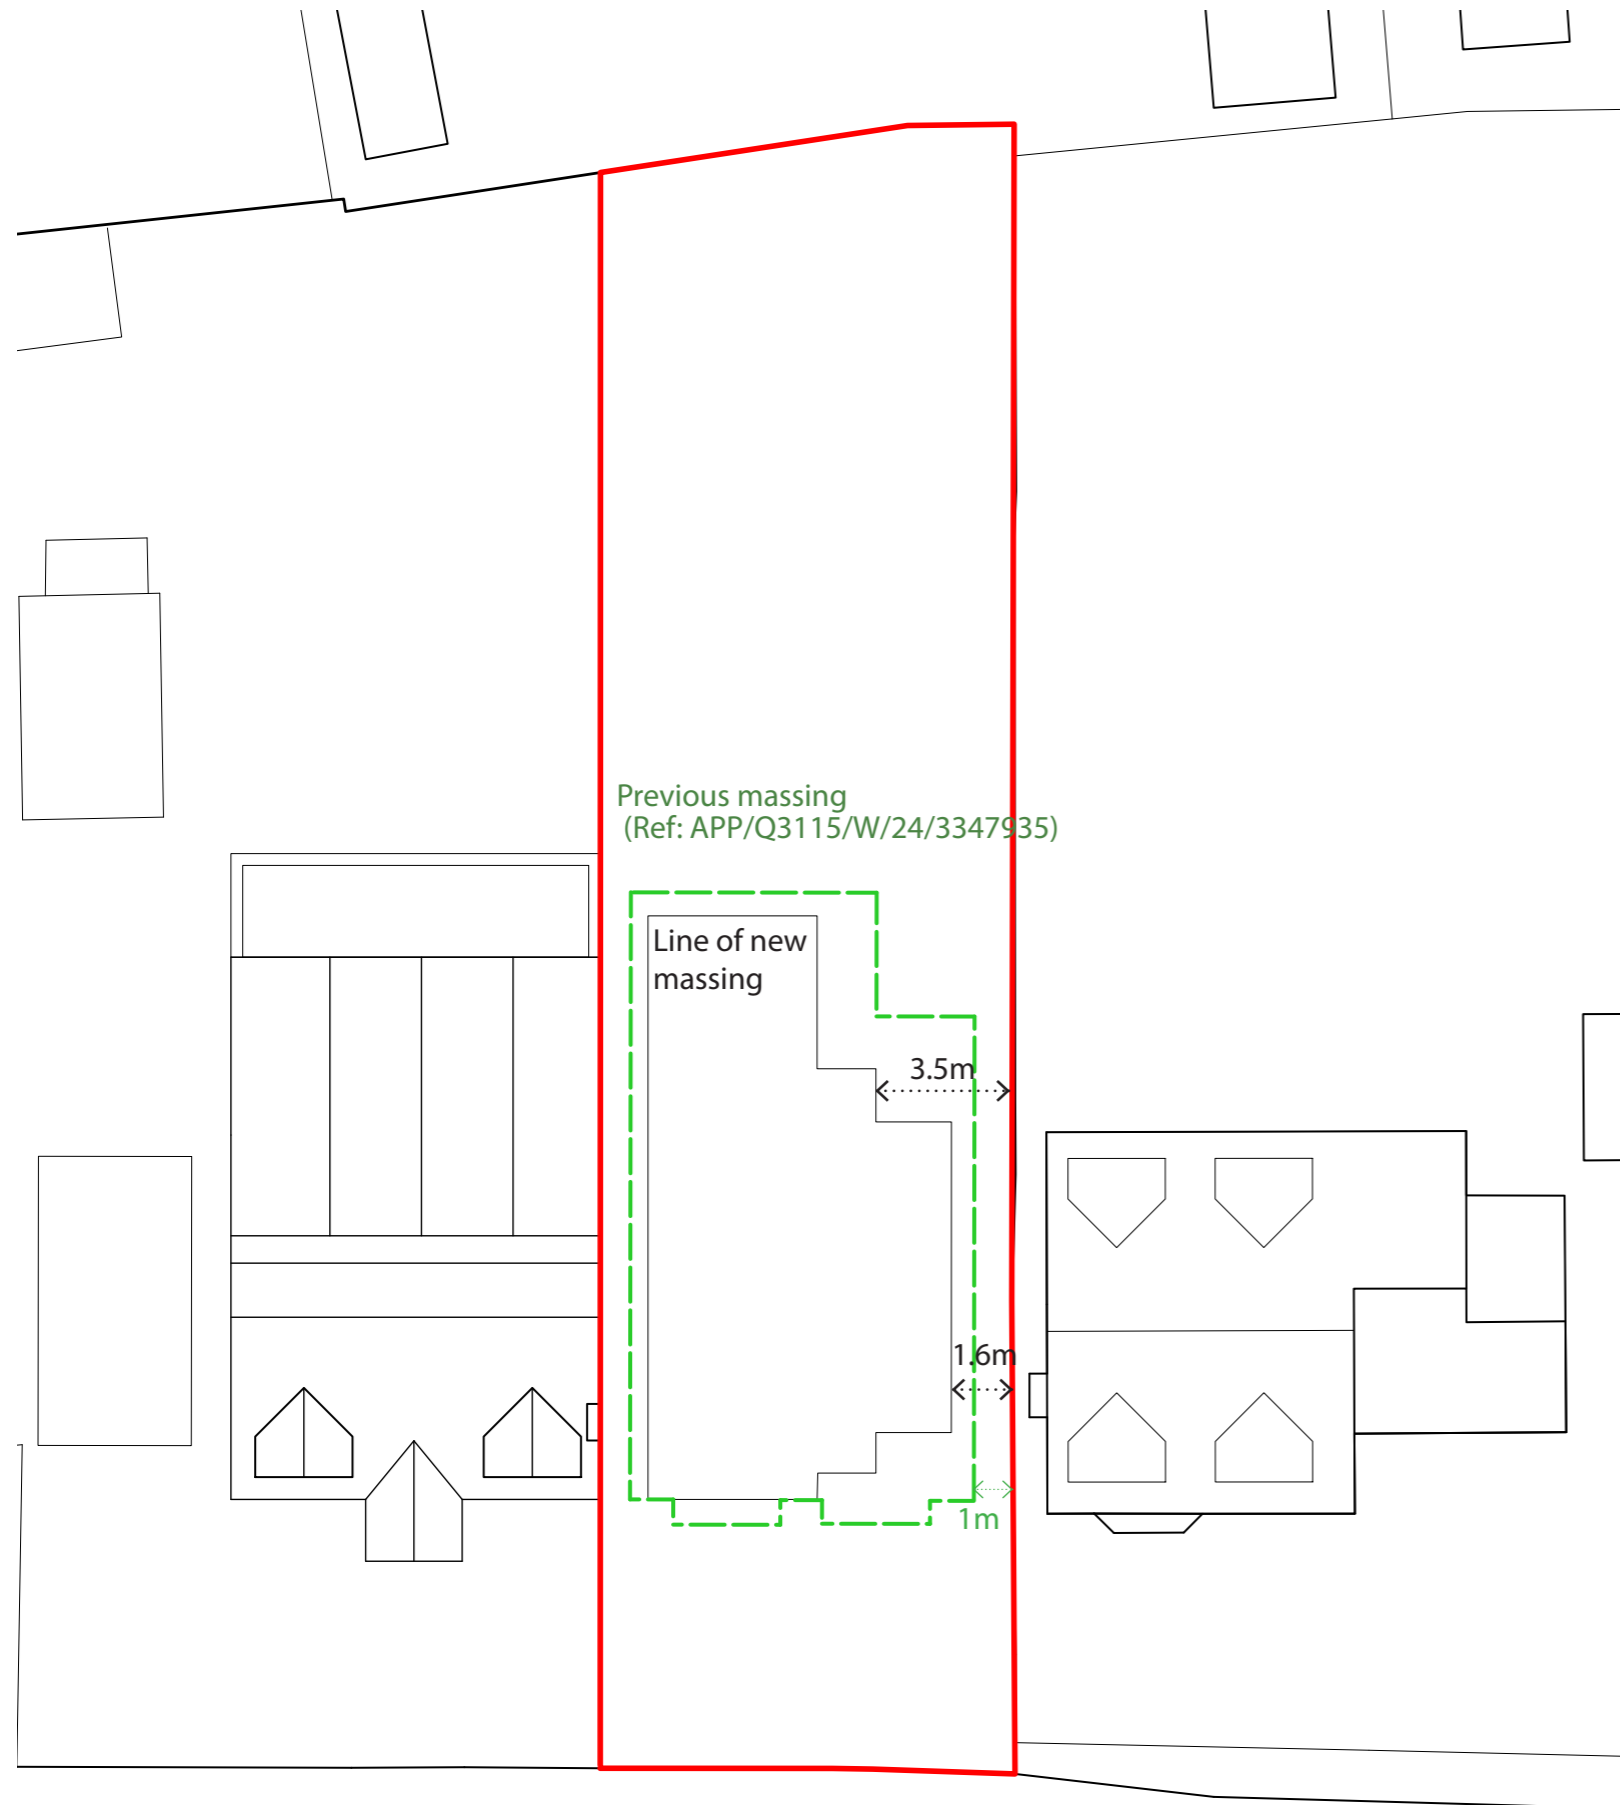 Previous massing
(Ref: APP/Q3115/W/24/3347935)
Line of new
massing
3.5m
1.6m
1m